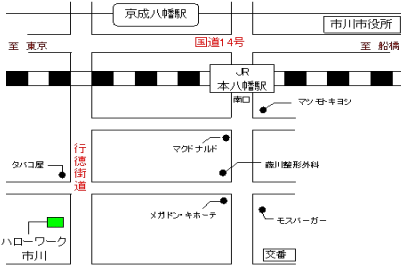 京成八幡駅
市川市役所
国道14号
至 東京
至 船橋
JR
本八幡駅
南口
マツモトキヨシ
行徳街道
マクドナルド
タバコ屋
森川整形外科
メガドン・キホーテ
モスバーガー
ハローワーク
市川
交番